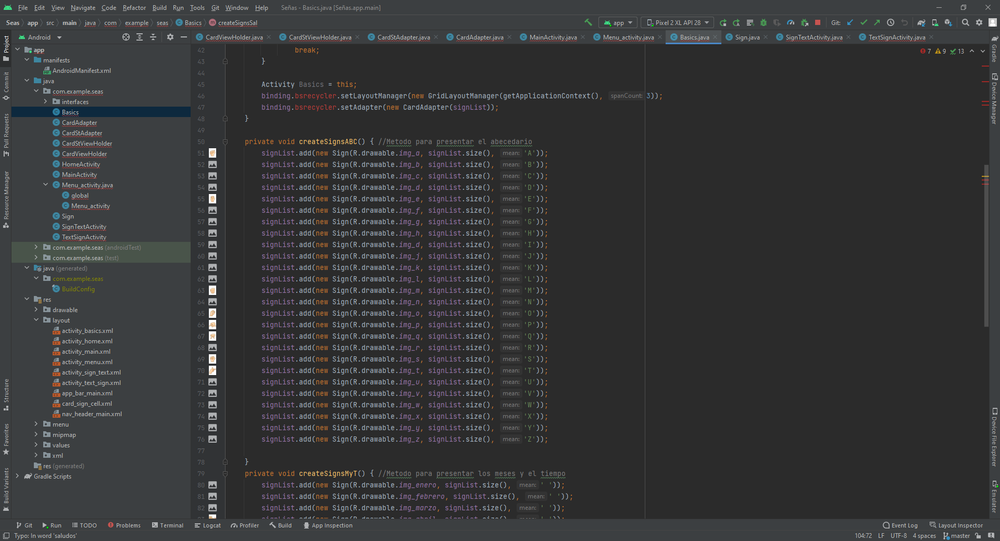 File Edit View Navigate Code Refactor Build Run Tools Git Window Help Señas - Basics.java [Señas.app.main]
Seas app src main java com example seas Basics createSignsSal app Pixel 2 XL API 28 Git:
Android CardViewHolder.java CardStViewHolder.java CardStAdapter.java CardAdapter.java MainActivity.java Menu_activity.java Basics.java Sign.java SignTextActivity.java TextSignActivity.java
Project
Commit
Pull Requests
Resource Manager
Structure
Favorites
Build Variants
app
manifests
AndroidManifest.xml
java
com.example.seas
interfaces
Basics
CardAdapter
CardStAdapter
CardStViewHolder
CardViewHolder
HomeActivity
MainActivity
Menu_activity.java
global
Menu_activity
Sign
SignTextActivity
TextSignActivity
com.example.seas (androidTest)
com.example.seas (test)
java (generated)
com.example.seas
BuildConfig
res
drawable
layout
activity_basics.xml
activity_home.xml
activity_main.xml
activity_menu.xml
activity_sign_text.xml
activity_text_sign.xml
app_bar_main.xml
card_sign_cell.xml
nav_header_main.xml
menu
mipmap
values
xml
res (generated)
Gradle Scripts
7 9 13
42 break;
43 }
44
45 Activity Basics = this;
46 binding.bsrecycler.setLayoutManager(new GridLayoutManager(getApplicationContext(), spanCount: 3));
47 binding.bsrecycler.setAdapter(new CardAdapter(signList));
48 }
49
50 private void createSignsABC() { //Metodo para presentar el abecedario
51 signList.add(new Sign(R.drawable.img_a, signList.size(), mean: 'A'));
52 signList.add(new Sign(R.drawable.img_b, signList.size(), mean: 'B'));
53 signList.add(new Sign(R.drawable.img_c, signList.size(), mean: 'C'));
54 signList.add(new Sign(R.drawable.img_d, signList.size(), mean: 'D'));
55 signList.add(new Sign(R.drawable.img_e, signList.size(), mean: 'E'));
56 signList.add(new Sign(R.drawable.img_f, signList.size(), mean: 'F'));
57 signList.add(new Sign(R.drawable.img_g, signList.size(), mean: 'G'));
58 signList.add(new Sign(R.drawable.img_h, signList.size(), mean: 'H'));
59 signList.add(new Sign(R.drawable.img_d, signList.size(), mean: 'I'));
60 signList.add(new Sign(R.drawable.img_j, signList.size(), mean: 'J'));
61 signList.add(new Sign(R.drawable.img_k, signList.size(), mean: 'K'));
62 signList.add(new Sign(R.drawable.img_l, signList.size(), mean: 'L'));
63 signList.add(new Sign(R.drawable.img_m, signList.size(), mean: 'M'));
64 signList.add(new Sign(R.drawable.img_n, signList.size(), mean: 'N'));
65 signList.add(new Sign(R.drawable.img_o, signList.size(), mean: 'O'));
66 signList.add(new Sign(R.drawable.img_p, signList.size(), mean: 'P'));
67 signList.add(new Sign(R.drawable.img_q, signList.size(), mean: 'Q'));
68 signList.add(new Sign(R.drawable.img_r, signList.size(), mean: 'R'));
69 signList.add(new Sign(R.drawable.img_s, signList.size(), mean: 'S'));
70 signList.add(new Sign(R.drawable.img_t, signList.size(), mean: 'T'));
71 signList.add(new Sign(R.drawable.img_u, signList.size(), mean: 'U'));
72 signList.add(new Sign(R.drawable.img_v, signList.size(), mean: 'V'));
73 signList.add(new Sign(R.drawable.img_w, signList.size(), mean: 'W'));
74 signList.add(new Sign(R.drawable.img_x, signList.size(), mean: 'X'));
75 signList.add(new Sign(R.drawable.img_y, signList.size(), mean: 'Y'));
76 signList.add(new Sign(R.drawable.img_z, signList.size(), mean: 'Z'));
77
78 }
79 private void createSignsMyT() { //Metodo para presentar los meses y el tiempo
80 signList.add(new Sign(R.drawable.img_enero, signList.size(), mean: ' '));
81 signList.add(new Sign(R.drawable.img_febrero, signList.size(), mean: ' '));
82 signList.add(new Sign(R.drawable.img_marzo, signList.size(), mean: ' '));
Gradle
Device Manager
Device File Explorer
Emulator
Git Run TODO Problems Terminal Logcat Profiler Build App Inspection Event Log Layout Inspector
Typo: In word 'saludos' 104:72 LF UTF-8 4 spaces master